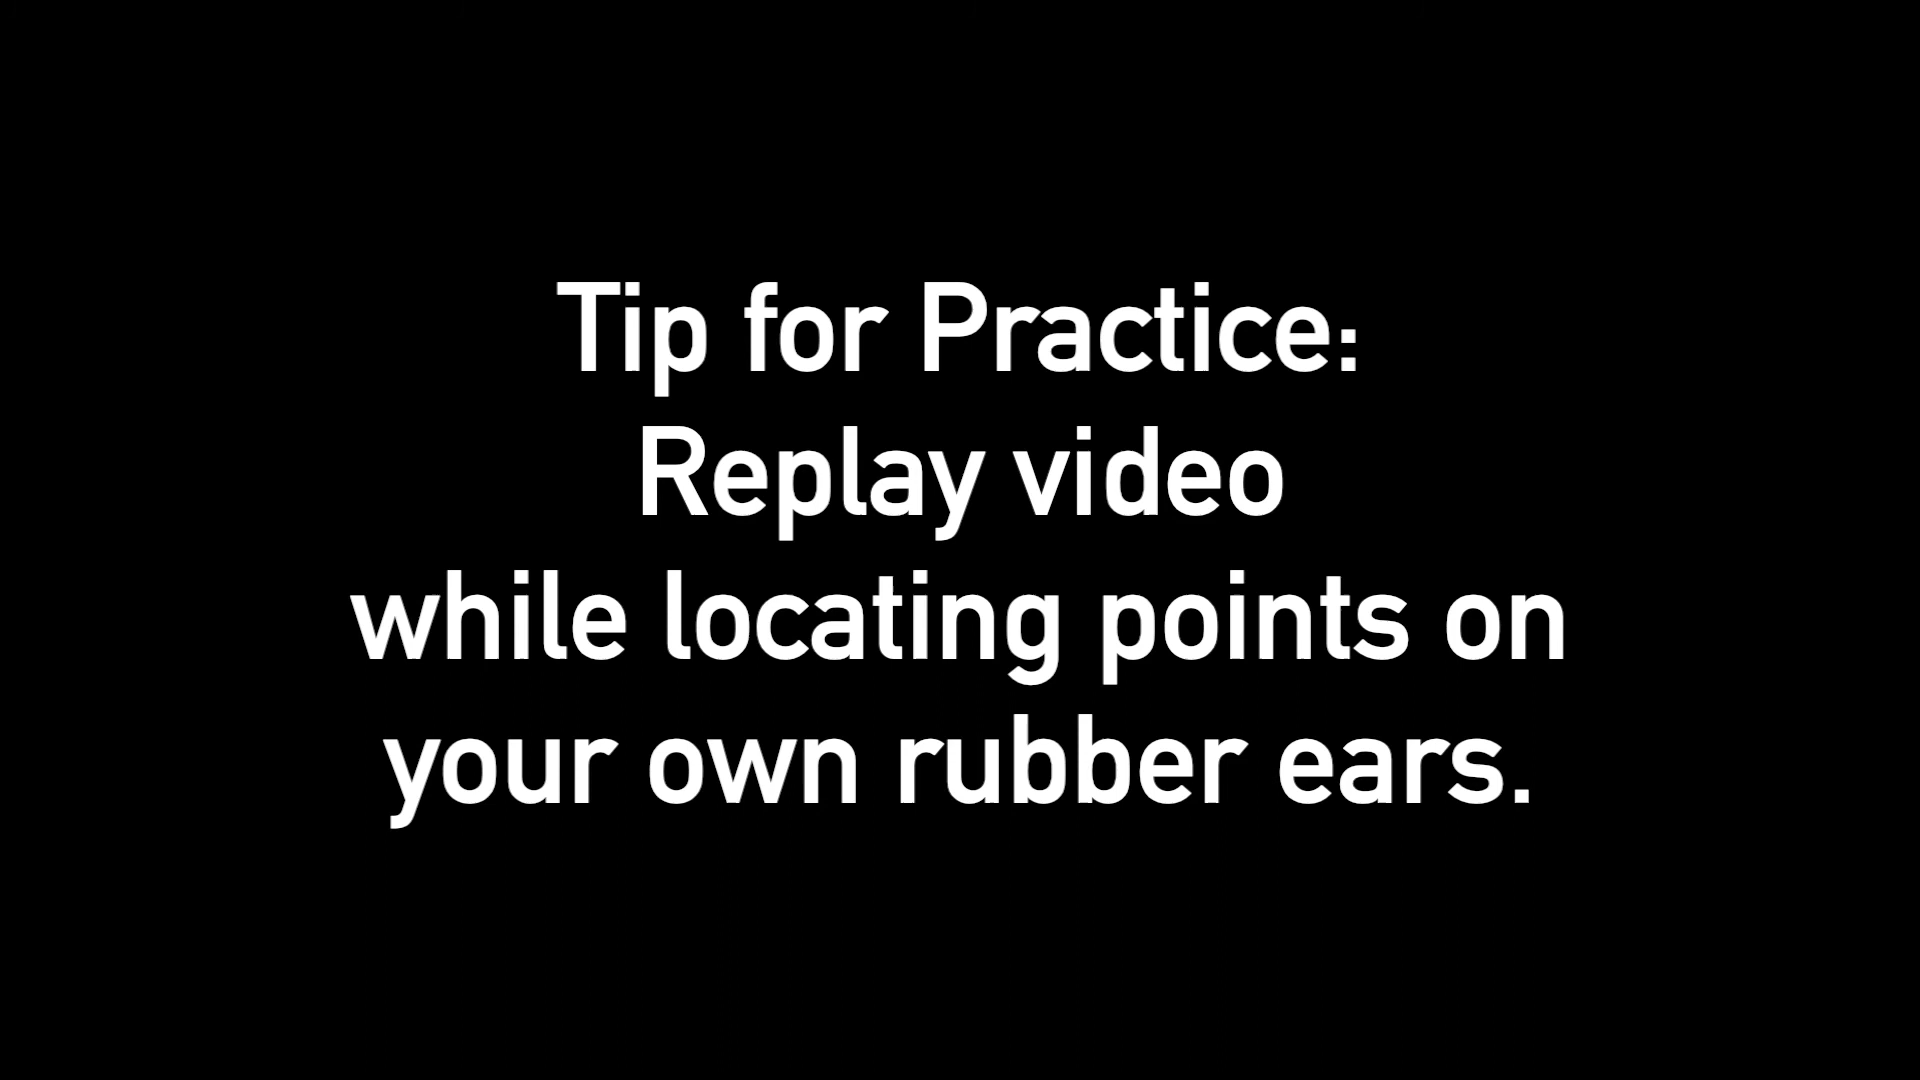 Tip for Practice:
Replay video
while locating points on
your own rubber ears.